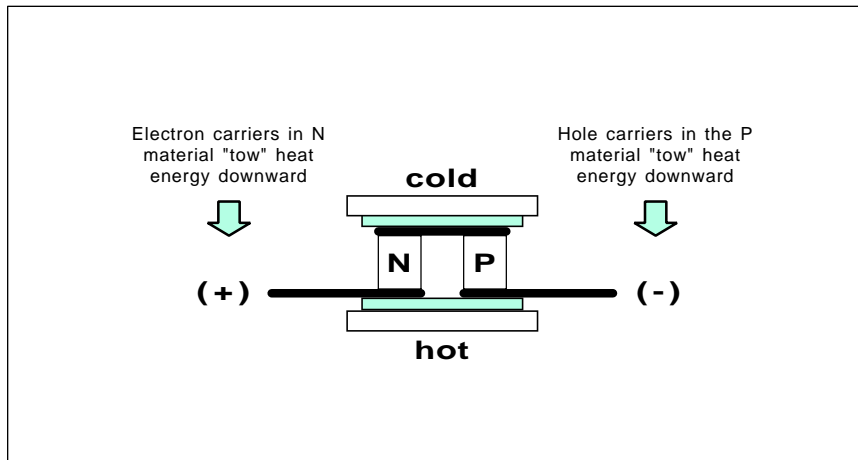 Electron carriers in N
material "tow" heat
energy downward
Hole carriers in the P
material "tow" heat
energy downward
cold
N P
(+) (-)
hot